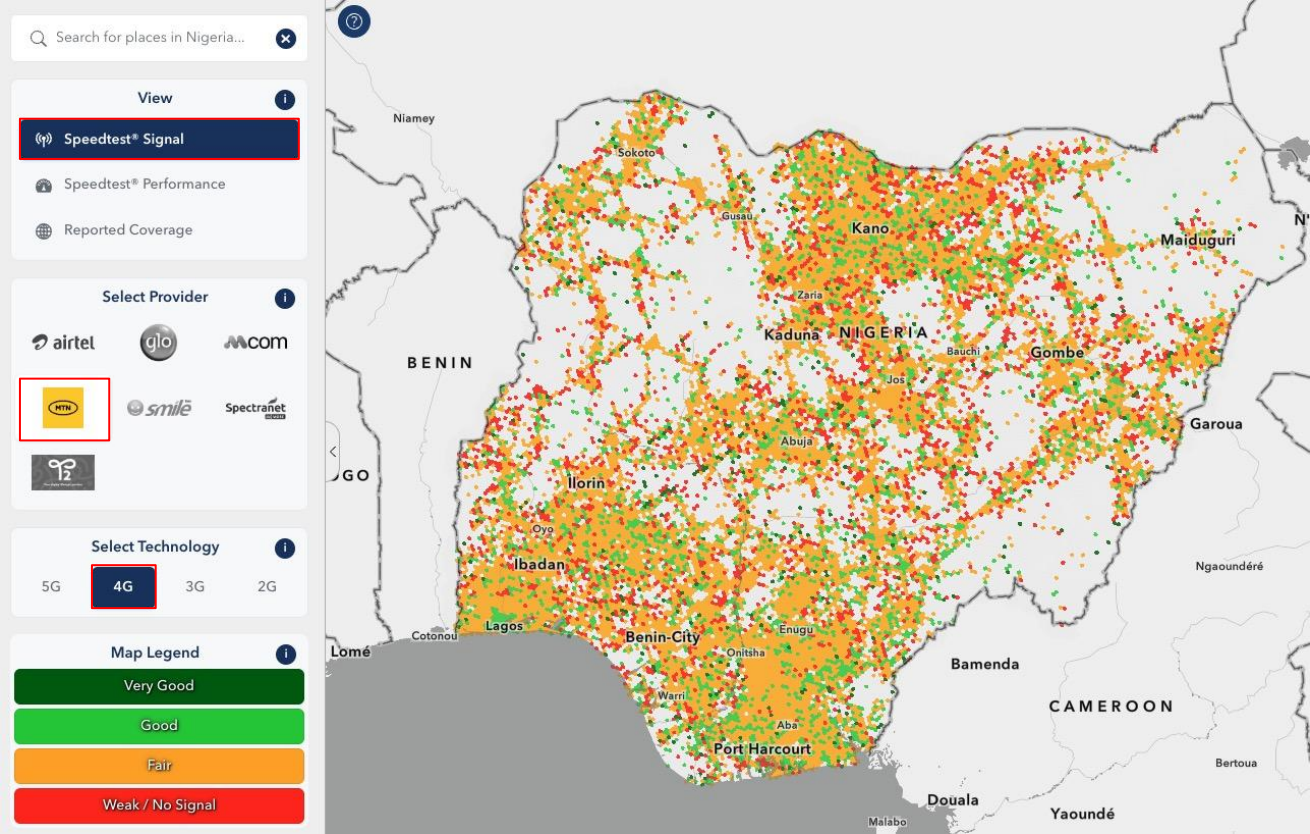 Search for places in Nigeria...
View
Speedtest® Signal
Speedtest® Performance
Reported Coverage
Select Provider
airtel
glo
MCOM
MTN
smile
Spectranet
Select Technology
5G 4G 3G 2G
Map Legend
Very Good
Good
Fair
Weak / No Signal
?
Niamey
Sokoto
Gusau
Kano
Maiduguri
N'
Zaria
Kaduna
NIGERIA
BENIN
Bauchi
Gombe
Jos
Garoua
Abuja
GO
Ilorin
Oyo
Ibadan
Ngaoundéré
Lagos
Cotonou
Benin-City
Enugu
Lomé
Onitsha
Bamenda
Warri
CAMEROON
Aba
Port Harcourt
Bertoua
Douala
Yaoundé
Malabo